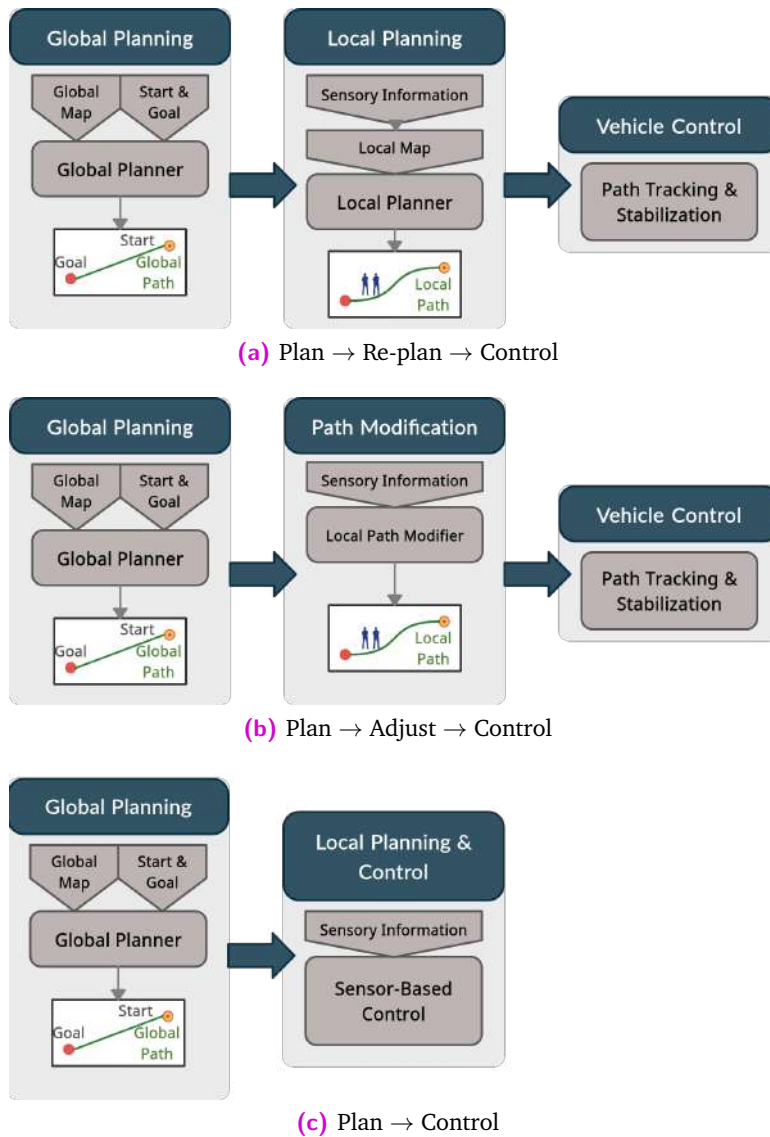 Global Planning
Global
Map
Start &
Goal
Global Planner
Start
Goal
Global
Path
Local Planning
Sensory Information
Local Map
Local Planner
Local
Path
Vehicle Control
Path Tracking &
Stabilization
(a) Plan → Re-plan → Control
Global Planning
Global
Map
Start &
Goal
Global Planner
Start
Goal
Global
Path
Path Modification
Sensory Information
Local Path Modifier
Local
Path
Vehicle Control
Path Tracking &
Stabilization
(b) Plan → Adjust → Control
Global Planning
Global
Map
Start &
Goal
Global Planner
Start
Goal
Global
Path
Local Planning &
Control
Sensory Information
Sensor-Based
Control
(c) Plan → Control